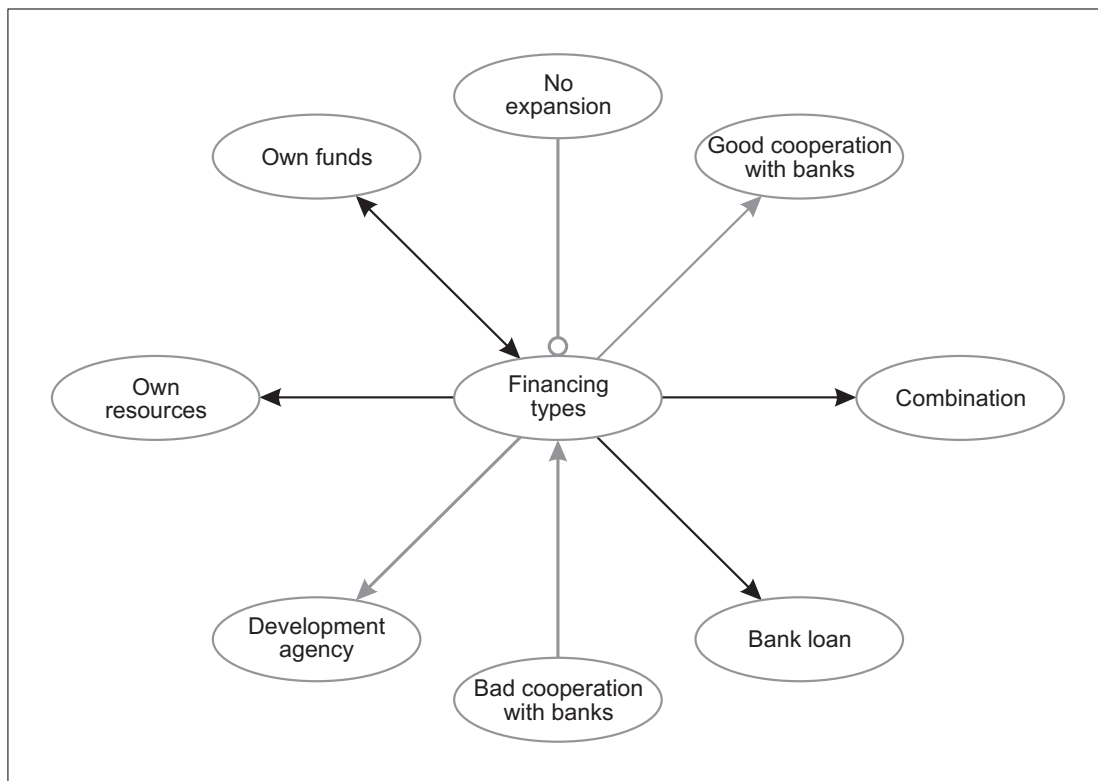 No
expansion
Own funds
Good cooperation
with banks
Own
resources
Financing
types
Combination
Development
agency
Bank loan
Bad cooperation
with banks